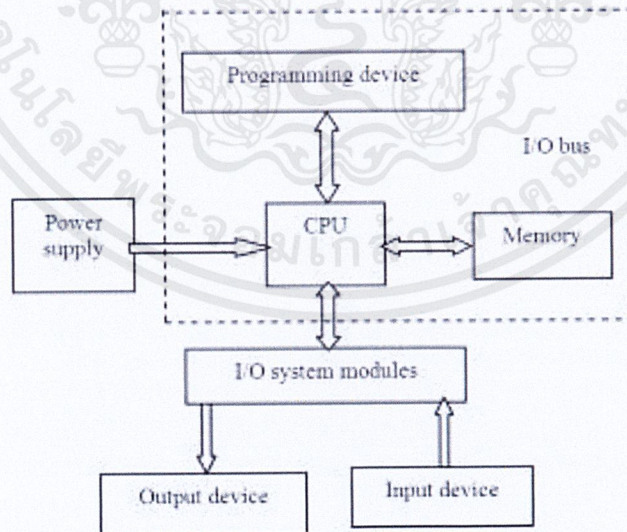 Programming device
I/O bus
Power
supply
CPU
Memory
I/O system modules
Output device
Input device